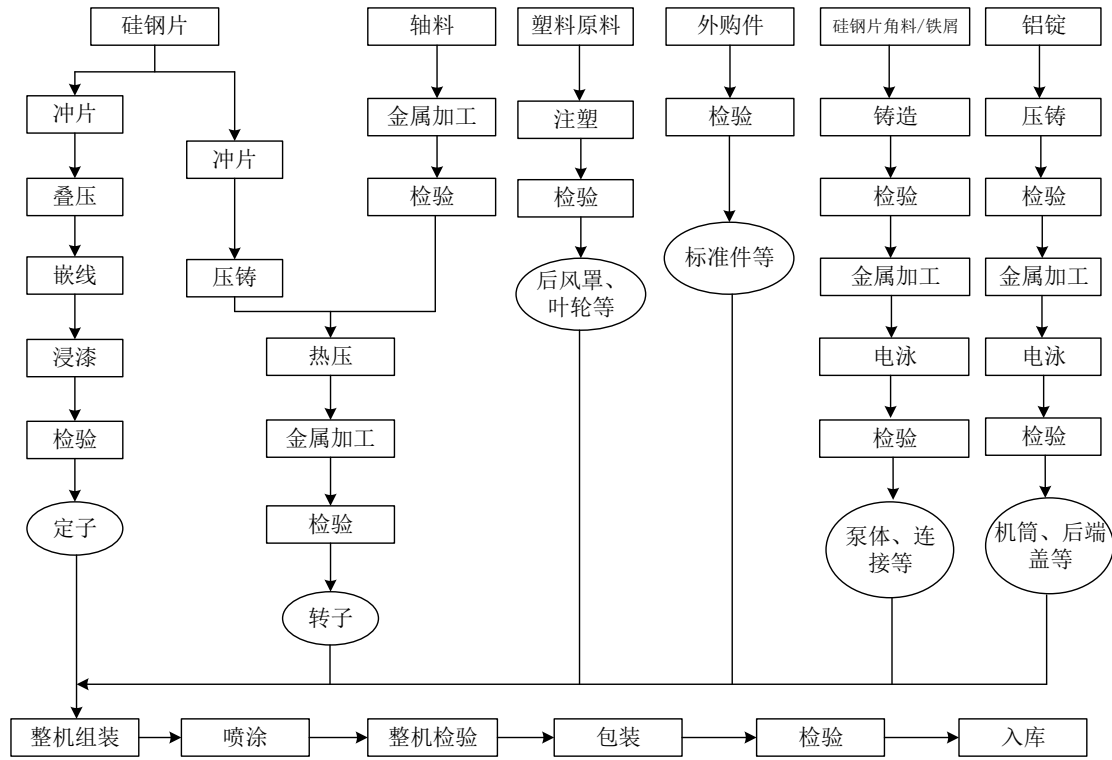 硅钢片
轴料
塑料原料
外购件
硅钢片角料/铁屑
铝锭
冲片
金属加工
注塑
检验
铸造
压铸
冲片
叠压
检验
检验
检验
检验
嵌线
压铸
后风罩、
叶轮等
标准件等
金属加工
金属加工
浸漆
热压
电泳
电泳
检验
金属加工
检验
检验
定子
检验
泵体、连
接等
机筒、后端
盖等
转子
整机组装
喷涂
整机检验
包装
检验
入库